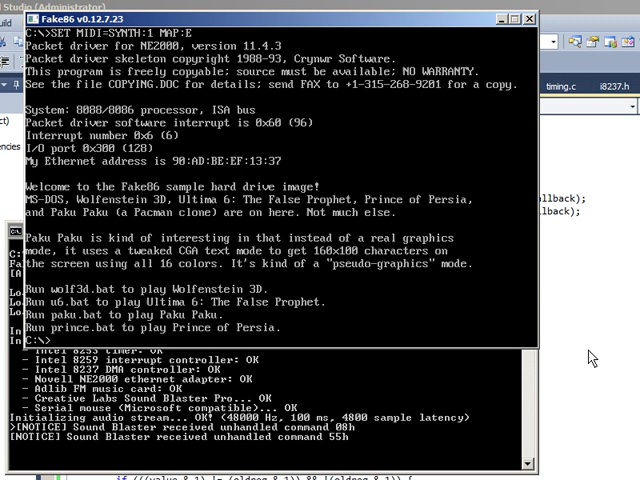 Studio (Administrator)
Fake86 v0.12.7.23
C:\>SET MIDI=SYNTH:1 MAP:E
Packet driver for NE2000, version 11.4.3
Packet driver skeleton copyright 1988-93, Crynwr Software.
This program is freely copyable; source must be available; NO WARRANTY.
See the file COPYING.DOC for details; send FAX to +1-315-268-9201 for a copy.
System: 8088/8086 processor, ISA bus
Packet driver software interrupt is 0x60 (96)
Interrupt number 0x6 (6)
I/O port 0x300 (128)
My Ethernet address is 90:AD:BE:EF:13:37
Welcome to the Fake86 sample hard drive image!
MS-DOS, Wolfenstein 3D, Ultima 6: The False Prophet, Prince of Persia,
and Paku Paku (a Pacman clone) are on here. Not much else.
Paku Paku is kind of interesting in that instead of a real graphics
mode, it uses a tweaked CGA text mode to get 160x100 characters on
the screen using all 16 colors. It's kind of a "pseudo-graphics" mode.
Run wolf3d.bat to play Wolfenstein 3D.
Run u6.bat to play Ultima 6: The False Prophet.
Run paku.bat to play Paku Paku.
Run prince.bat to play Prince of Persia.
C:\>
timing.c i8237.h
allback);
allback);
- Intel 8253 timer: OK
- Intel 8259 interrupt controller: OK
- Intel 8237 DMA controller: OK
- Novell NE2000 ethernet adapter: OK
- Adlib FM music card: OK
- Creative Labs Sound Blaster Pro... OK
- Serial mouse (Microsoft compatible)... OK
Initializing audio stream... OK! (48000 Hz, 100 ms, 4800 sample latency)
>[NOTICE] Sound Blaster received unhandled command 08h
[NOTICE] Sound Blaster received unhandled command 55h